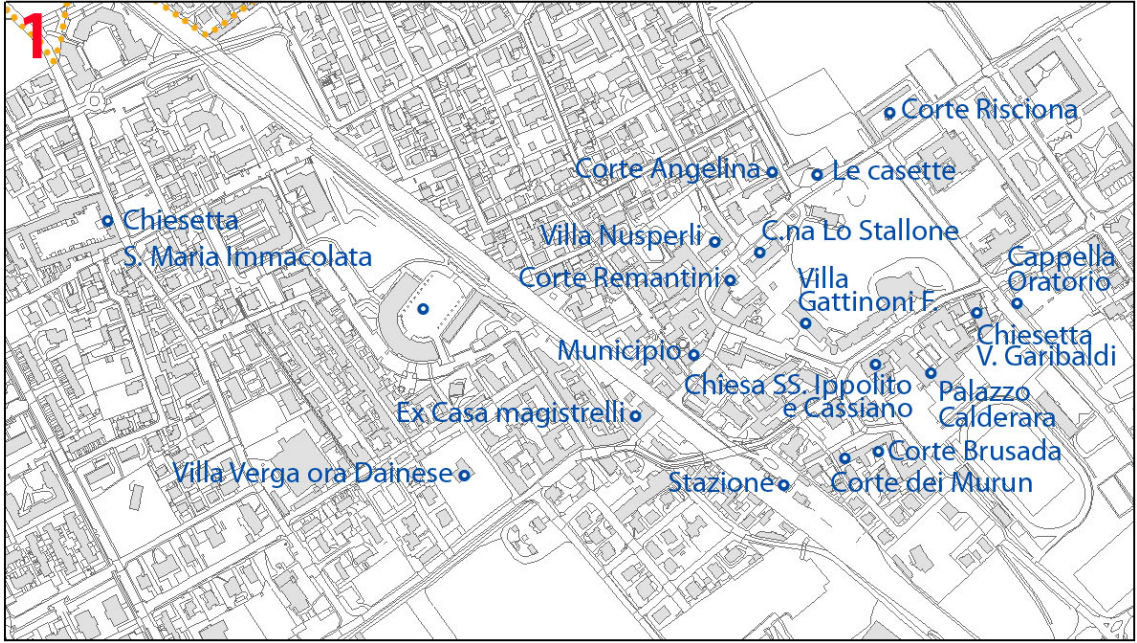 1
Corte Risciona
Corte Angelina
Le casette
Chiesetta
S. Maria Immacolata
Villa Nusperli
C.na Lo Stallone
Corte Remantini
Villa
Gattinoni F.
Cappella
Oratorio
Chiesetta
V. Garibaldi
Municipio
Chiesa SS. Ippolito
e Cassiano
Palazzo
Calderara
Ex Casa magistrelli
Corte Brusada
Villa Verga ora Dainese
Stazione
Corte dei Murun